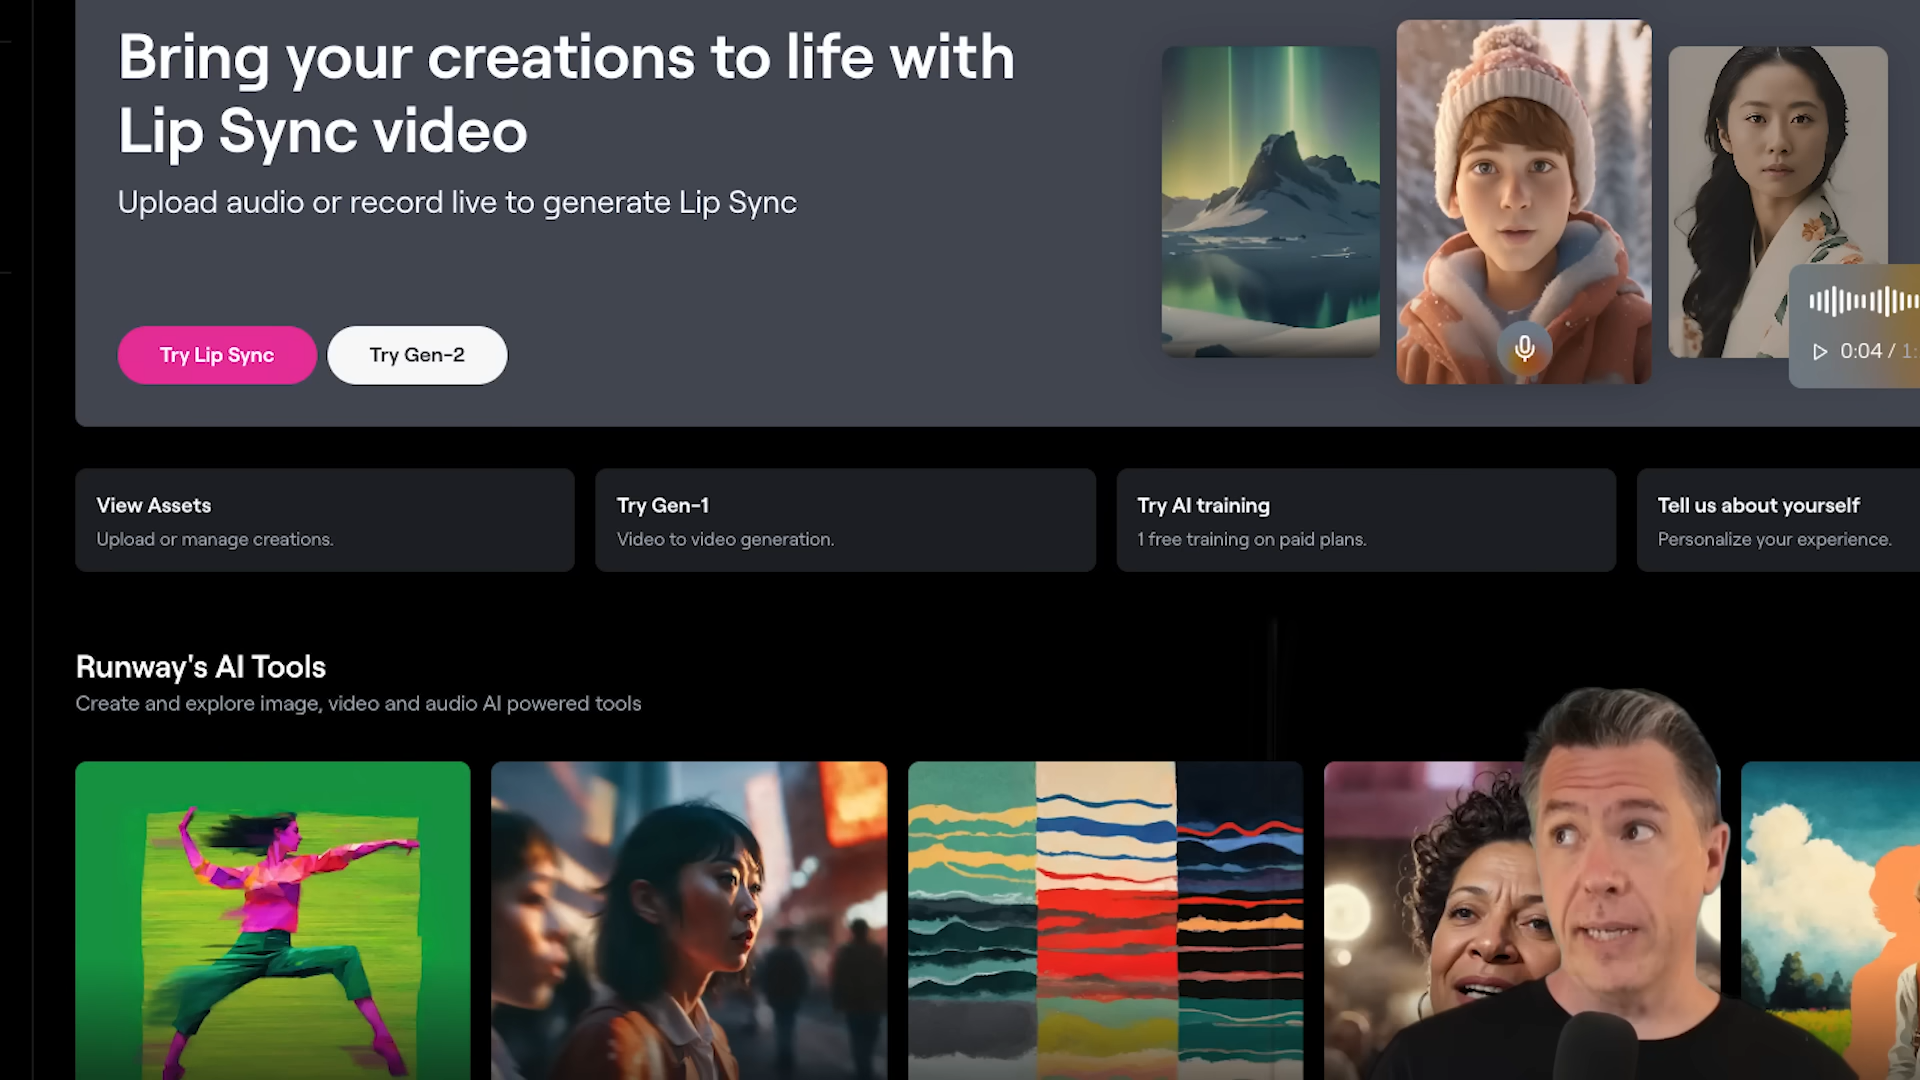 Bring your creations to life with
Lip Sync video
Upload audio or record live to generate Lip Sync
Try Lip Sync
Try Gen-2
0:04 / 1:
View Assets
Upload or manage creations.
Try Gen-1
Video to video generation.
Try AI training
1 free training on paid plans.
Tell us about yourself
Personalize your experience.
Runway's AI Tools
Create and explore image, video and audio AI powered tools